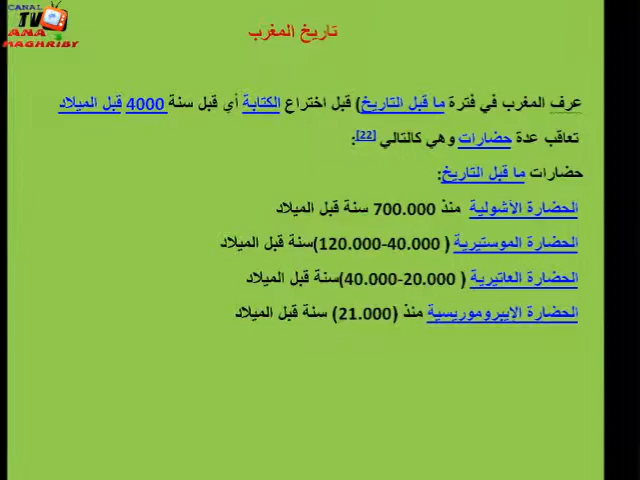 CANAL
TV
ANA
MAGHRIBY
تاريخ المغرب
عرف المغرب في فترة ما قبل التاريخ) قبل اختراع الكتابة أي قبل سنة 4000 قبل الميلاد
تعاقب عدة حضارات وهي كالتالي [22]:
حضارات ما قبل التاريخ:
الحضارة الآشولية منذ 700.000 سنة قبل الميلاد
الحضارة الموستيرية ( 120.000-40.000)سنة قبل الميلاد
الحضارة العاتيرية ( 40.000-20.000)سنة قبل الميلاد
الحضارة الإيبروموريسية منذ (21.000) سنة قبل الميلاد